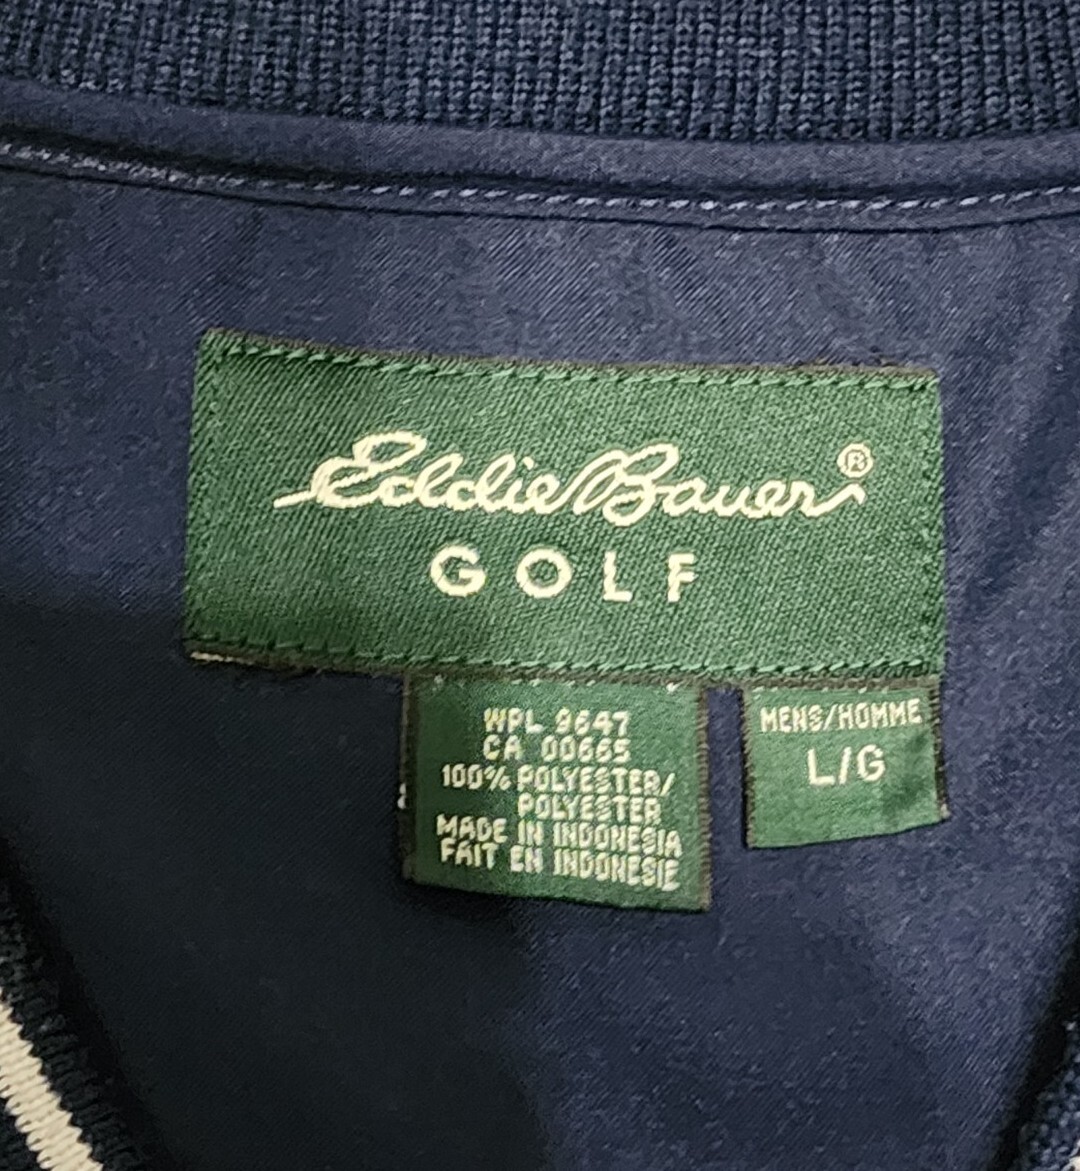 Eddie Bauer®
GOLF
WPL 9647
CA 00665
100% POLYESTER/
POLYESTER
MADE IN INDONESIA
FAIT EN INDONESIE
MENS/HOMME
L/G